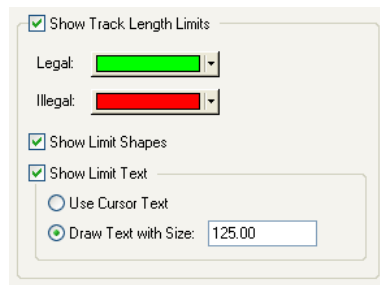 Show Track Length Limits
Legal:
Illegal:
Show Limit Shapes
Show Limit Text
Use Cursor Text
Draw Text with Size: 125.00